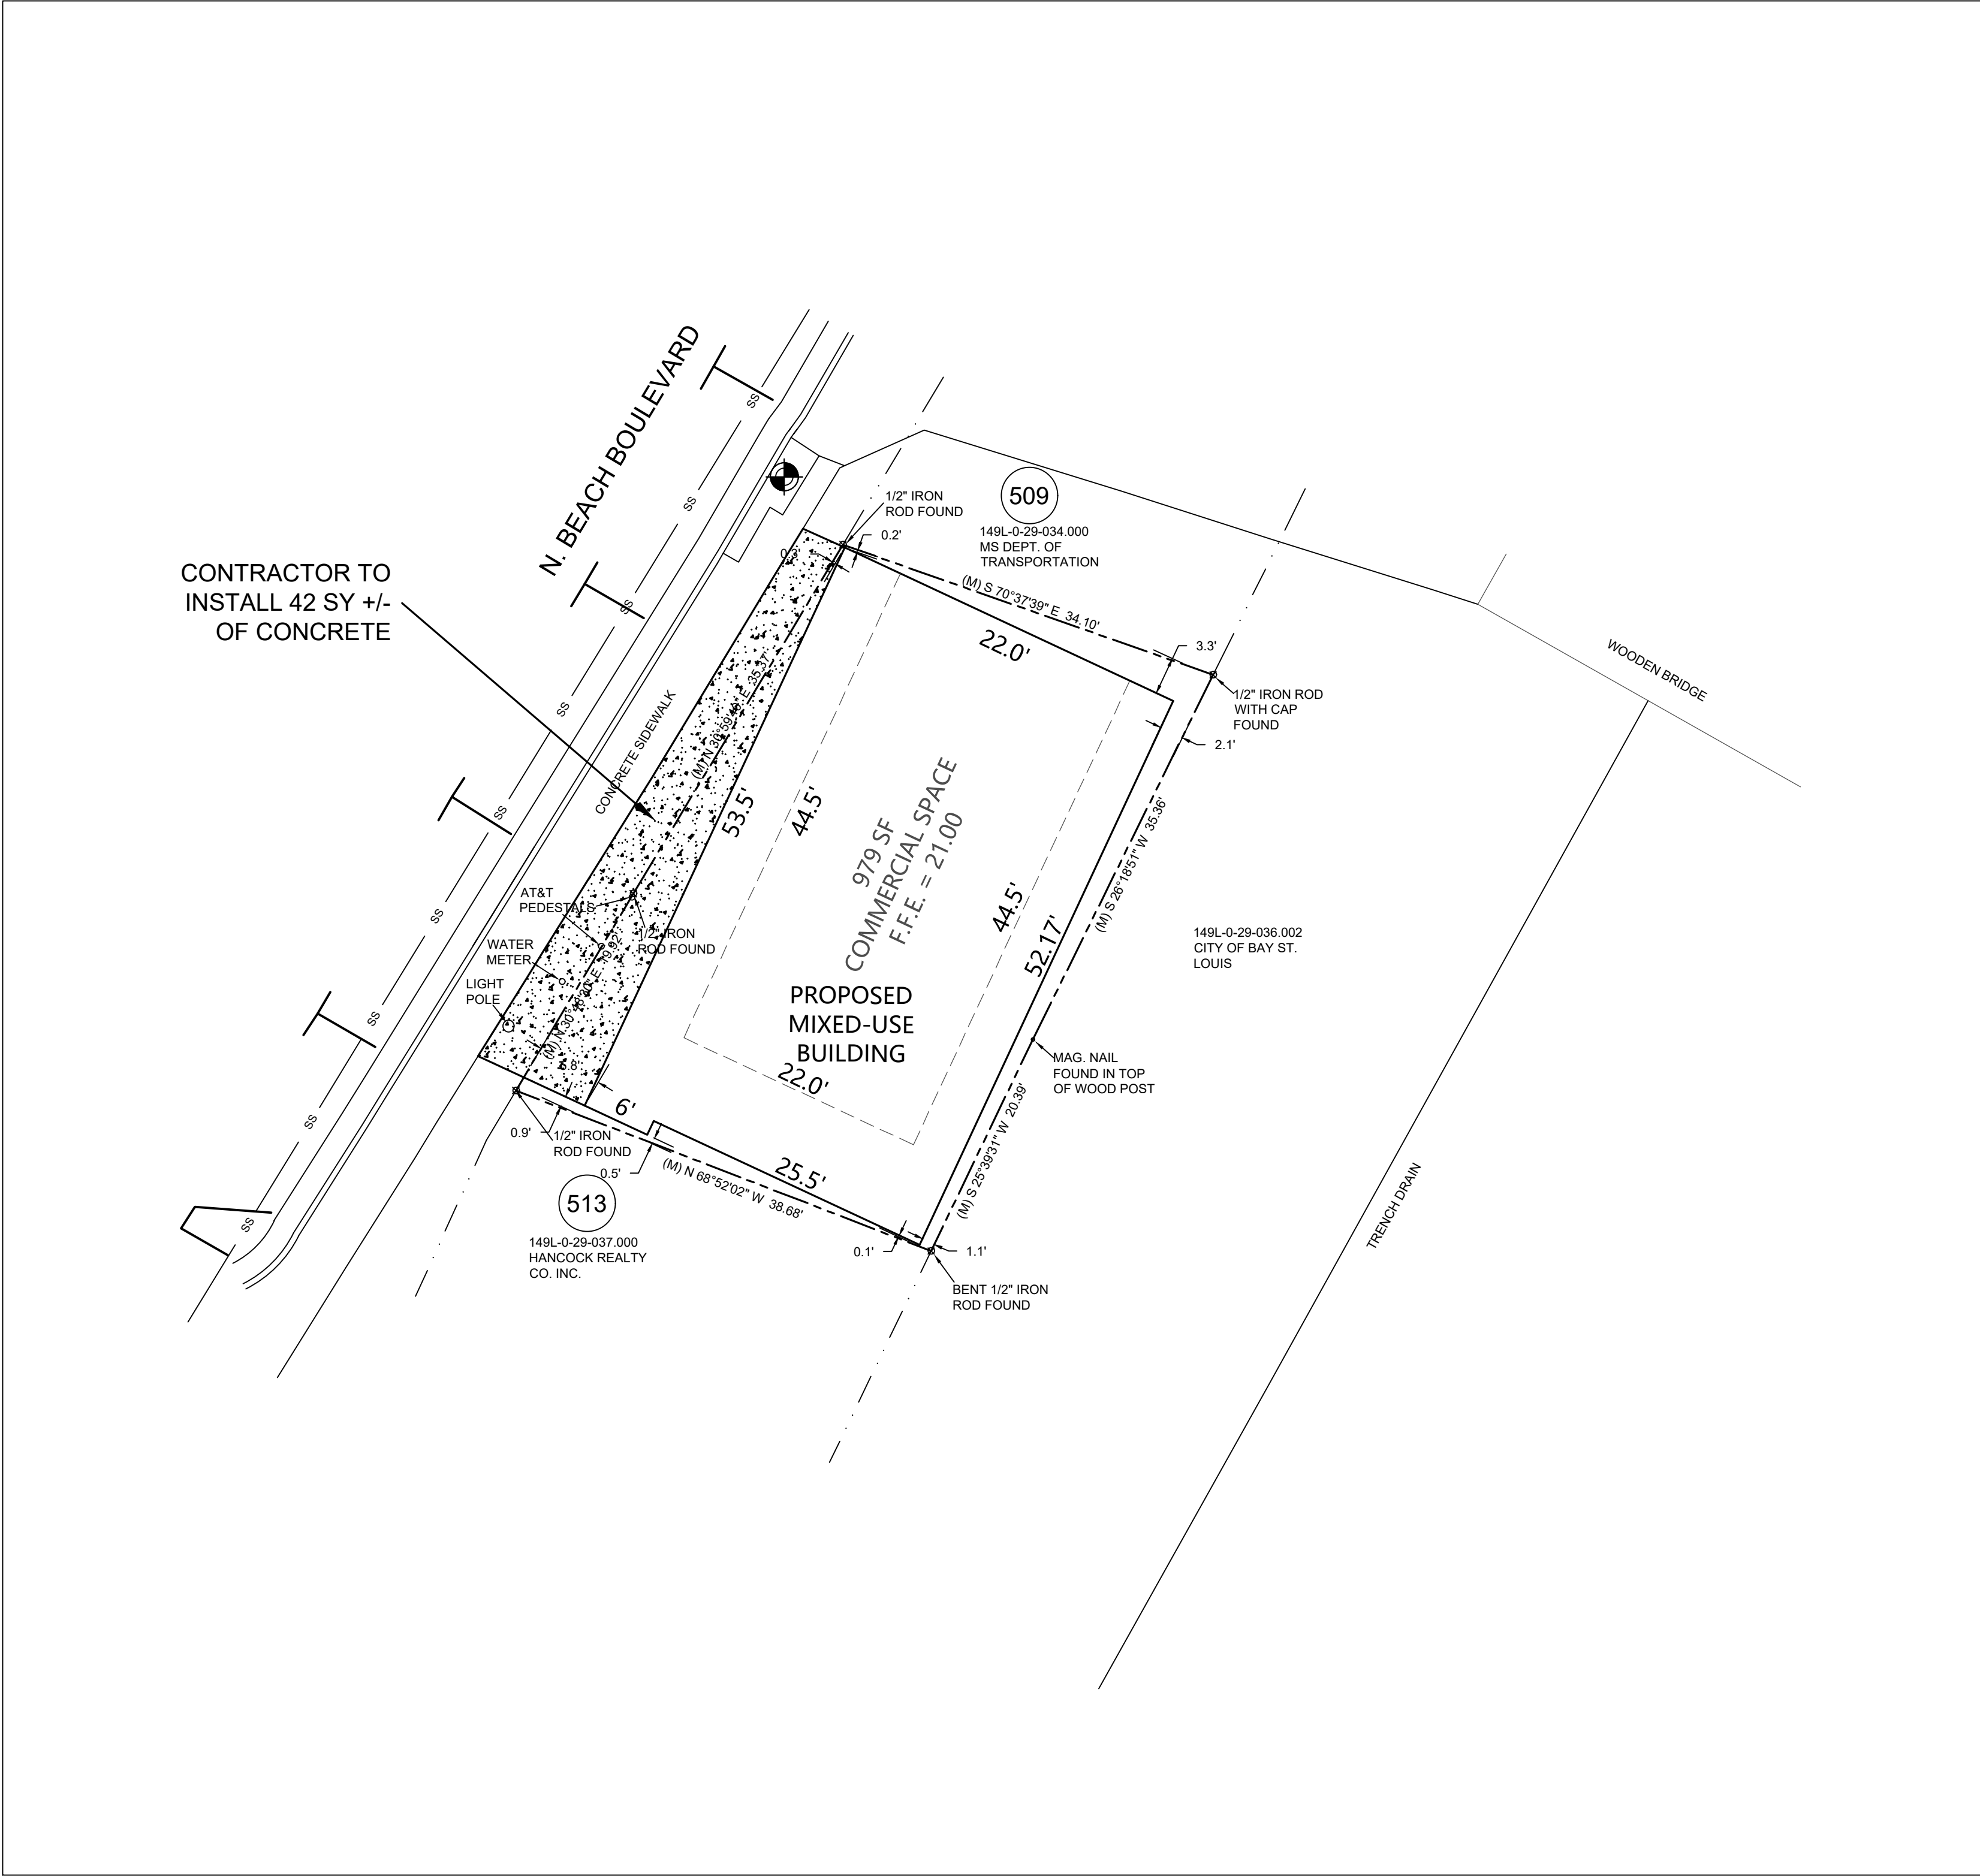 N. BEACH BOULEVARD
SS
SS
SS
SS
SS
SS
SS
SS
SS
CONTRACTOR TO
INSTALL 42 SY +/-
OF CONCRETE
1/2" IRON
ROD FOUND
0.2'
0.3'
509
149L-0-29-034.000
MS DEPT. OF
TRANSPORTATION
(M) S 70°37'39" E 34.10'
22.0'
3.3'
1/2" IRON ROD
WITH CAP
FOUND
2.1'
WOODEN BRIDGE
CONCRETE SIDEWALK
53.5'
44.5'
979 SF
COMMERCIAL SPACE
F.F.E. = 21.00
44.5'
52.17'
(M) S 26°18'51" W 35.36'
149L-0-29-036.002
CITY OF BAY ST.
LOUIS
AT&T
PEDESTALS
1/2" IRON
ROD FOUND
WATER
METER
LIGHT
POLE
PROPOSED
MIXED-USE
BUILDING
22.0'
MAG. NAIL
FOUND IN TOP
OF WOOD POST
6'
0.9'
1/2" IRON
ROD FOUND
0.5'
25.5'
(M) N 68°52'02" W 38.68'
(M) S 25°39'31" W 20.39'
513
149L-0-29-037.000
HANCOCK REALTY
CO. INC.
0.1'
1.1'
BENT 1/2" IRON
ROD FOUND
TRENCH DRAIN